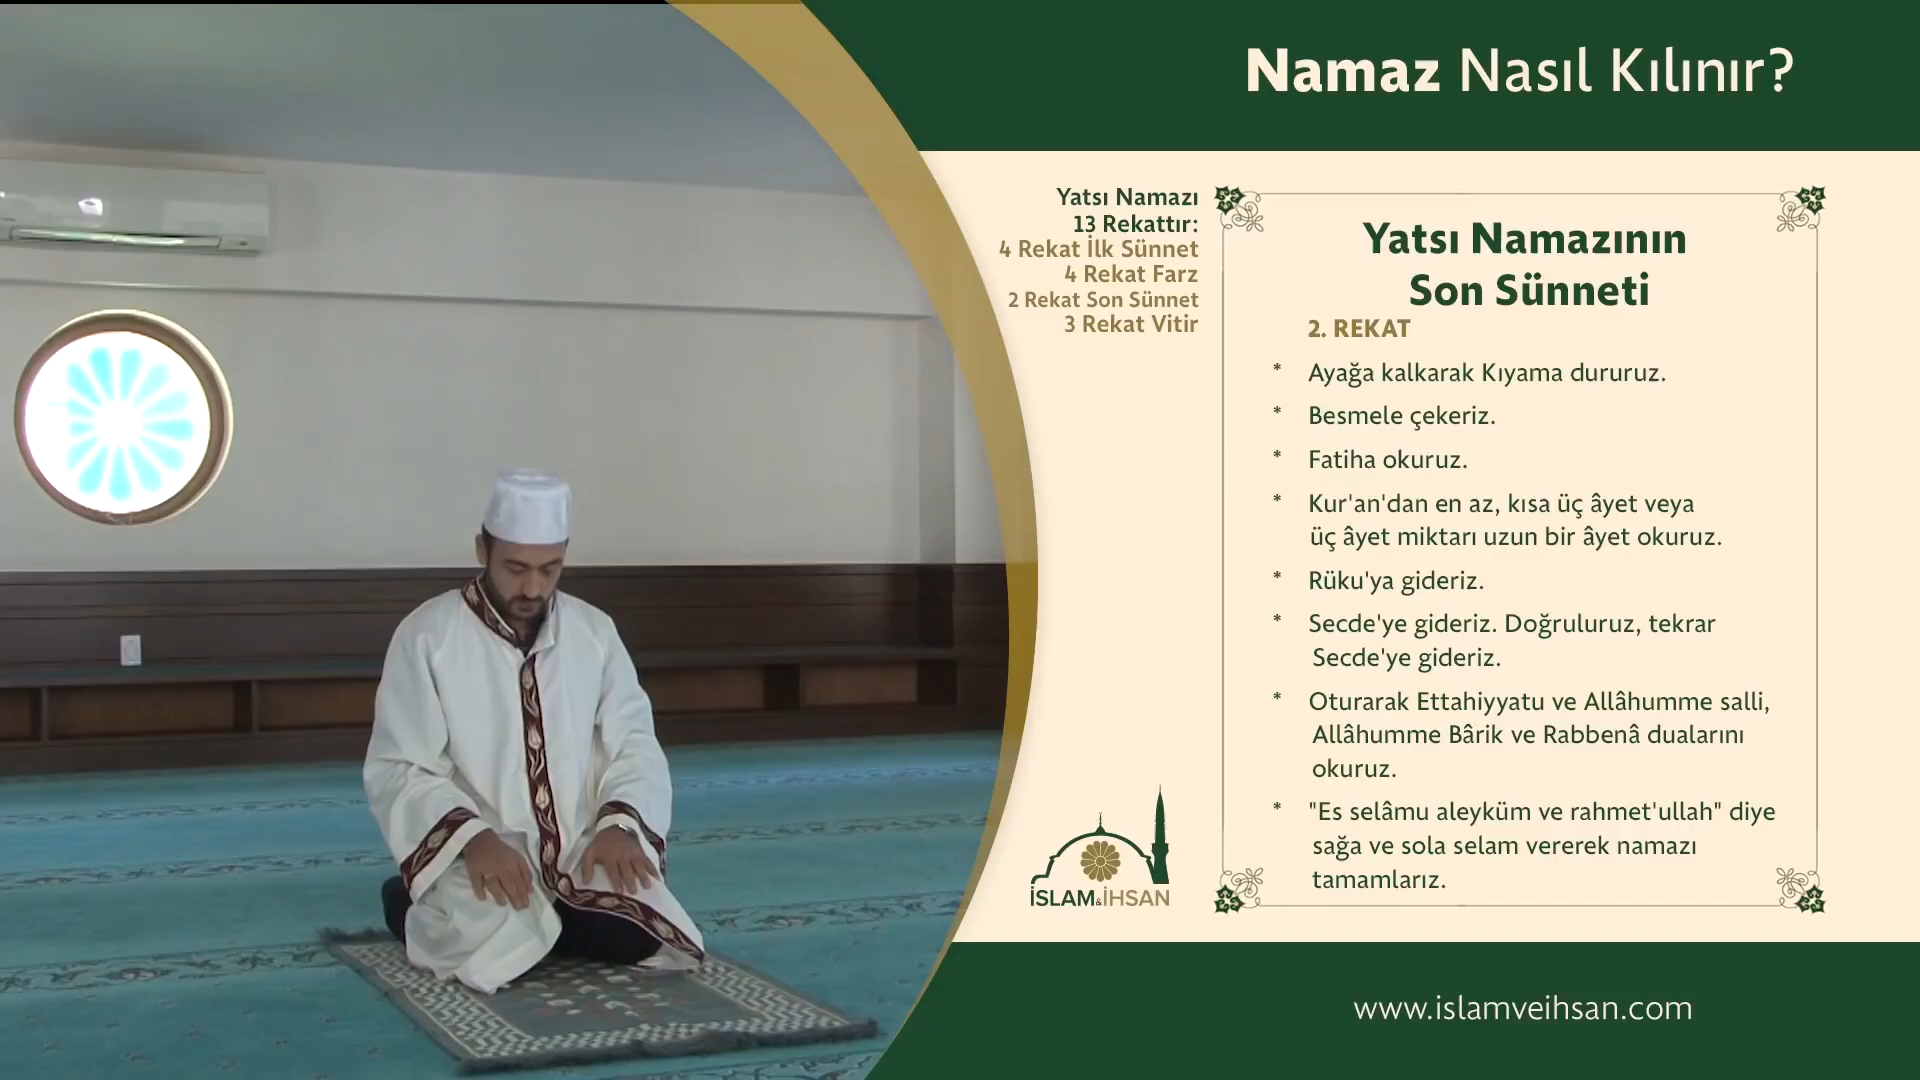 Namaz Nasıl Kılınır?
Yatsı Namazı
13 Rekattır:
4 Rekat İlk Sünnet
4 Rekat Farz
2 Rekat Son Sünnet
3 Rekat Vitir
Yatsı Namazının
Son Sünneti
2. REKAT
* Ayağa kalkarak Kıyama dururuz.
* Besmele çekeriz.
* Fatiha okuruz.
* Kur'an'dan en az, kısa üç âyet veya
üç âyet miktarı uzun bir âyet okuruz.
* Rüku'ya gideriz.
* Secde'ye gideriz. Doğruluruz, tekrar
Secde'ye gideriz.
* Oturarak Ettahiyyatu ve Allâhumme salli,
Allâhumme Bârik ve Rabbenâ dualarını
okuruz.
* "Es selâmu aleyküm ve rahmet'ullah" diye
sağa ve sola selam vererek namazı
tamamlarız.
İSLAM&İHSAN
www.islamveihsan.com